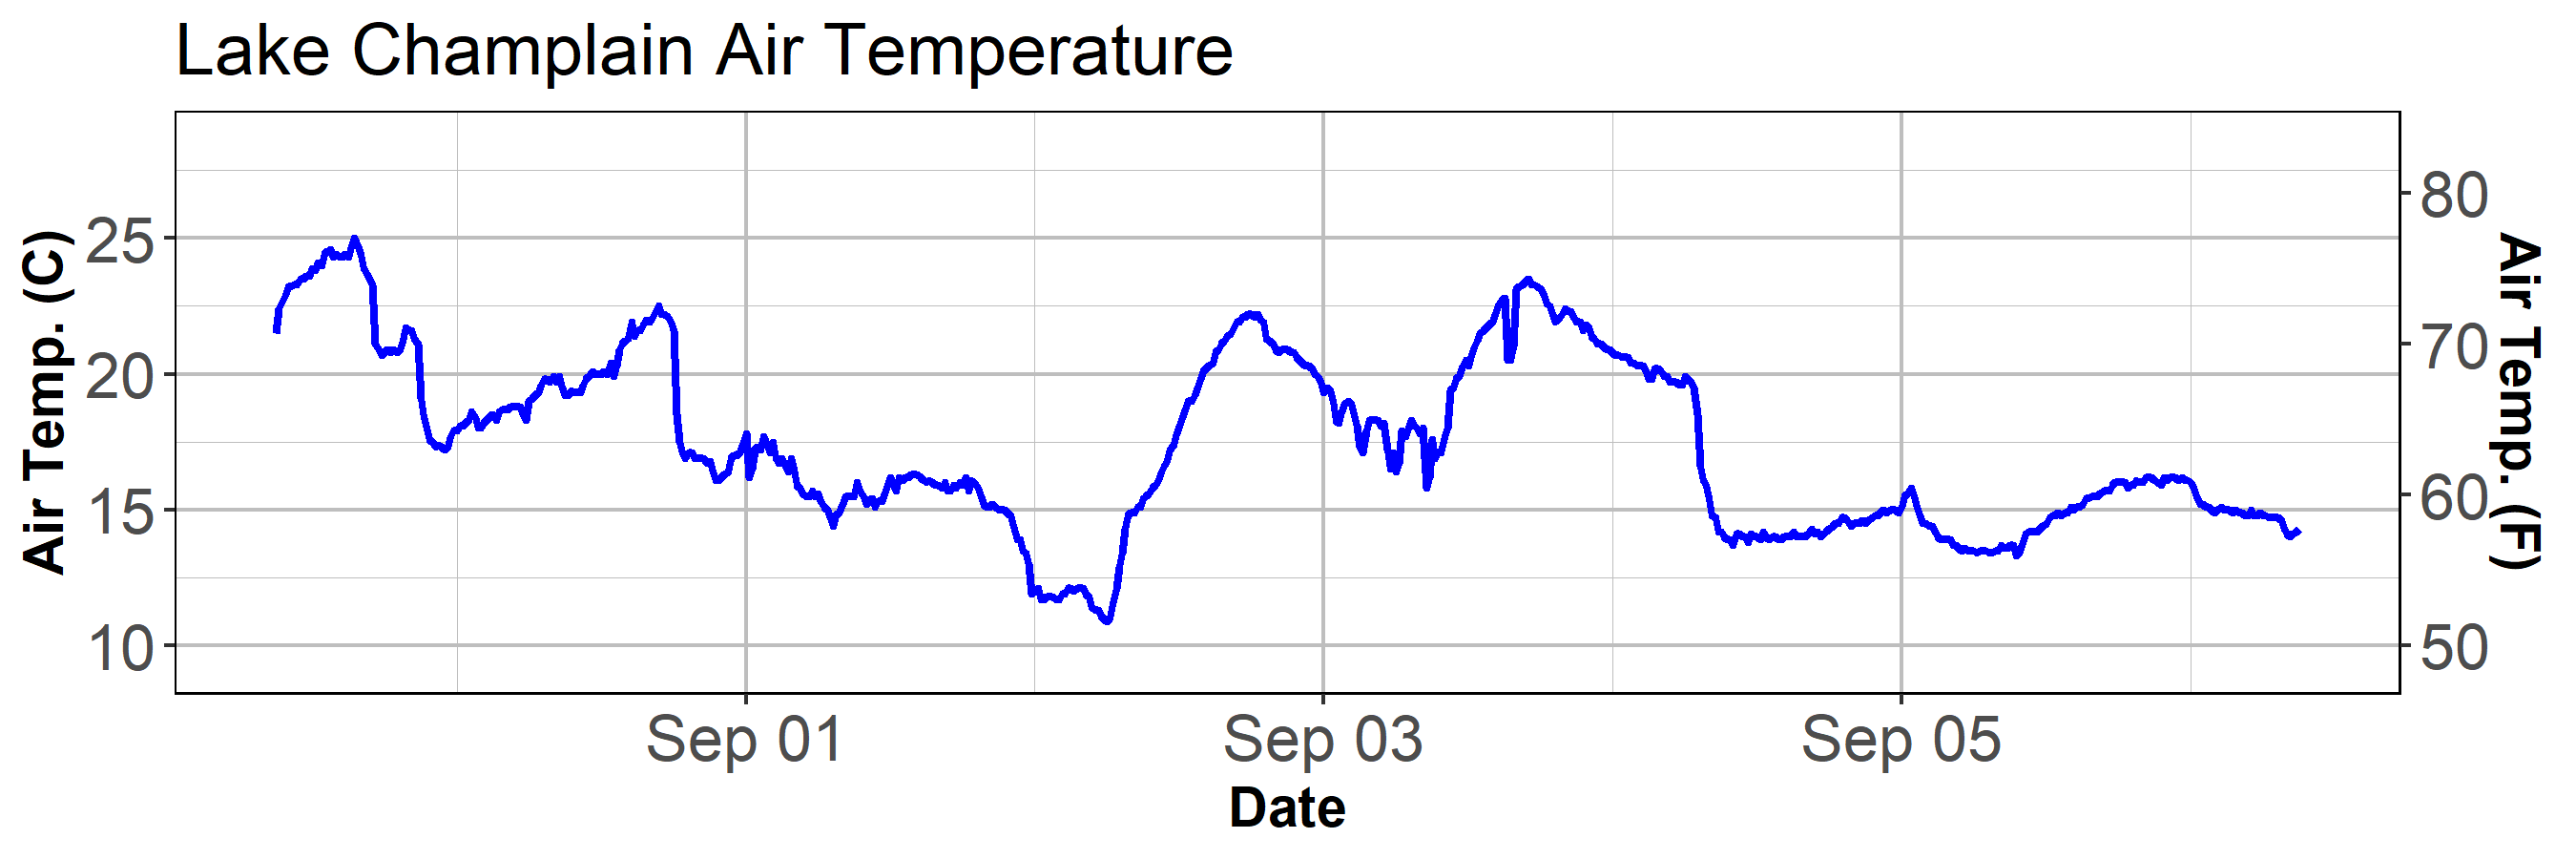 Lake Champlain Air Temperature
Air Temp. (C)
25
20
15
10
80
70
60
50
Air Temp. (F)
Sep 01
Sep 03
Sep 05
Date